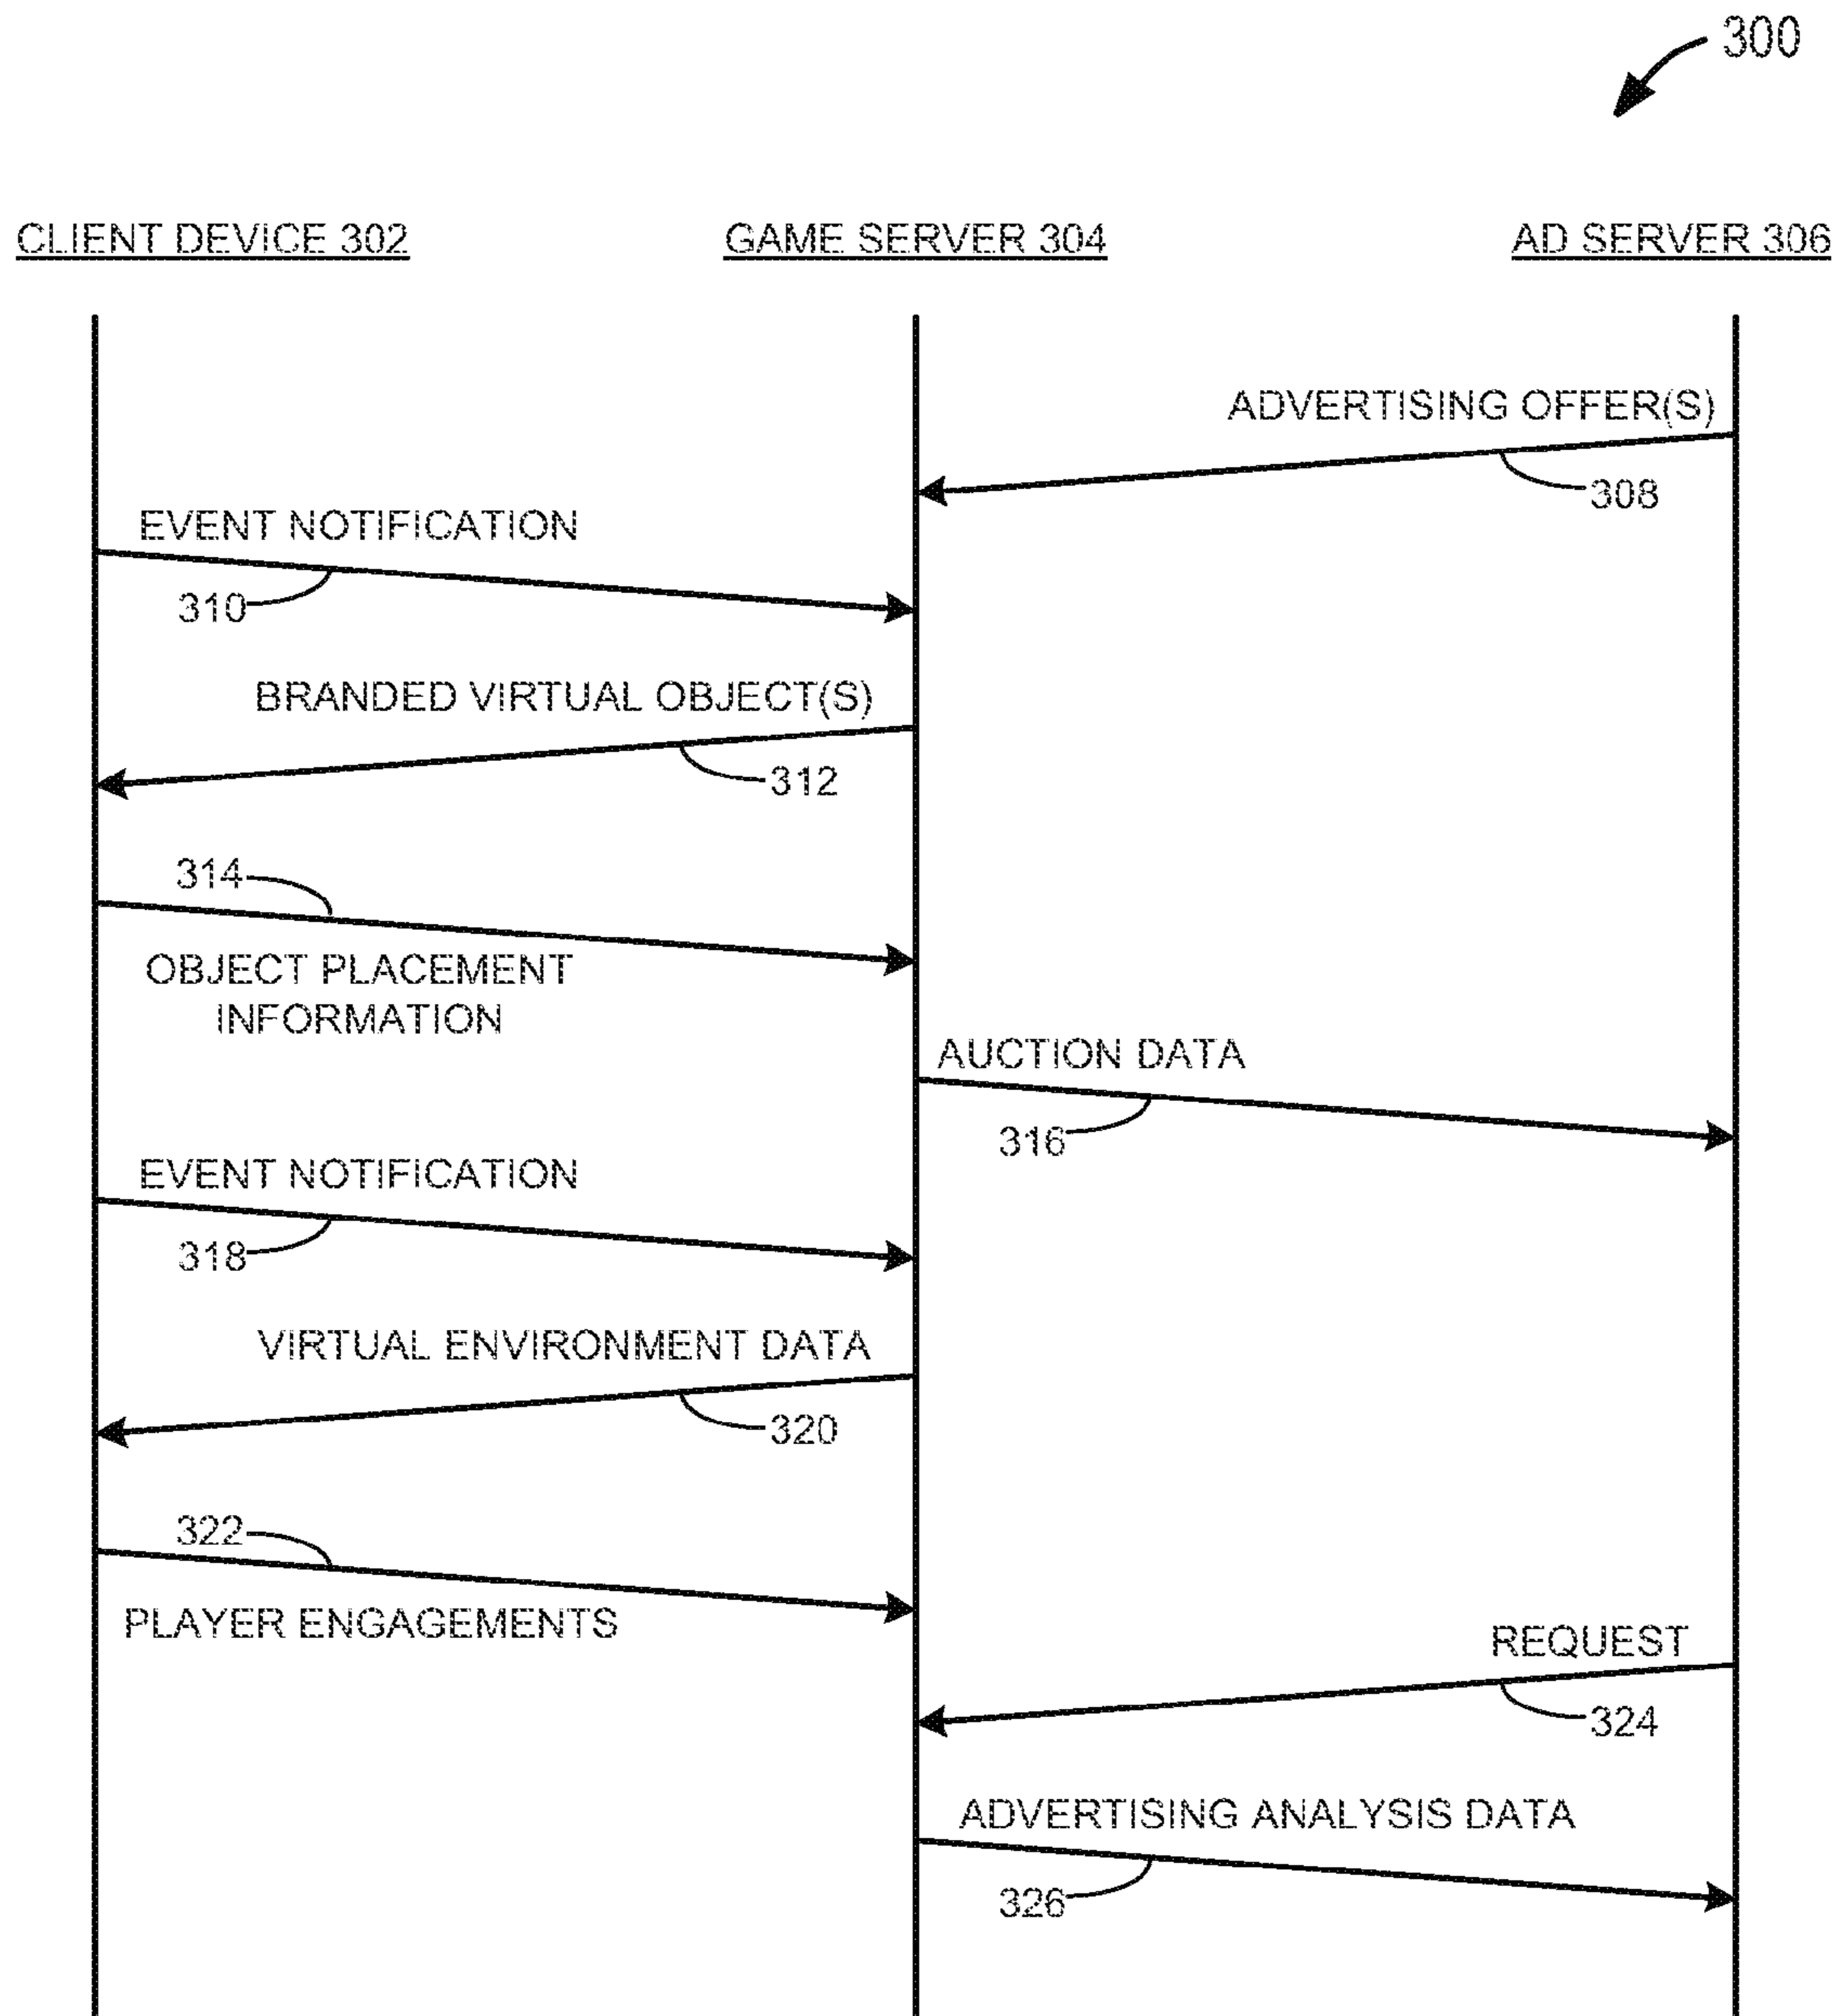 300
CLIENT DEVICE 302
GAME SERVER 304
AD SERVER 306
ADVERTISING OFFER(S)
308
EVENT NOTIFICATION
310
BRANDED VIRTUAL OBJECT(S)
312
314
OBJECT PLACEMENT
INFORMATION
AUCTION DATA
316
EVENT NOTIFICATION
318
VIRTUAL ENVIRONMENT DATA
320
322
PLAYER ENGAGEMENTS
REQUEST
324
ADVERTISING ANALYSIS DATA
326